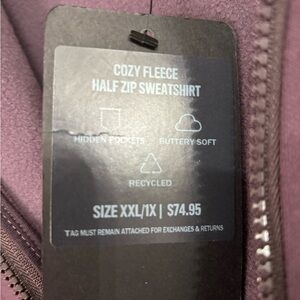 COZY FLEECE
HALF ZIP SWEATSHIRT
HIDDEN POCKETS BUTTERY SOFT
RECYCLED
SIZE XXL/1X | $74.95
TAG MUST REMAIN ATTACHED FOR EXCHANGES & RETURNS